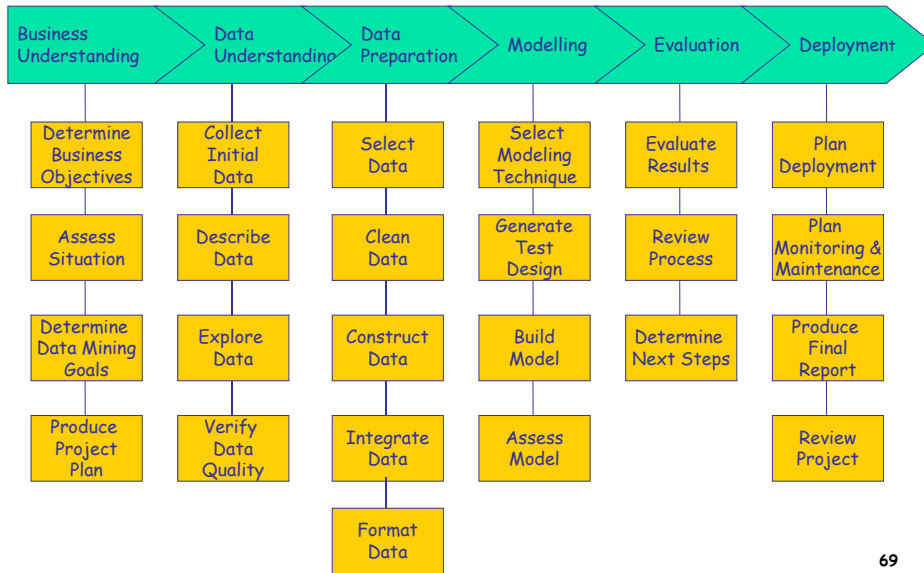 Business
Understanding
Data
Understanding
Data
Preparation
Modelling
Evaluation
Deployment
Determine
Business
Objectives
Assess
Situation
Determine
Data Mining
Goals
Produce
Project
Plan
Collect
Initial
Data
Describe
Data
Explore
Data
Verify
Data
Quality
Select
Data
Clean
Data
Construct
Data
Integrate
Data
Format
Data
Select
Modeling
Technique
Generate
Test
Design
Build
Model
Assess
Model
Evaluate
Results
Review
Process
Determine
Next Steps
Plan
Deployment
Plan
Monitoring &
Maintenance
Produce
Final
Report
Review
Project
69